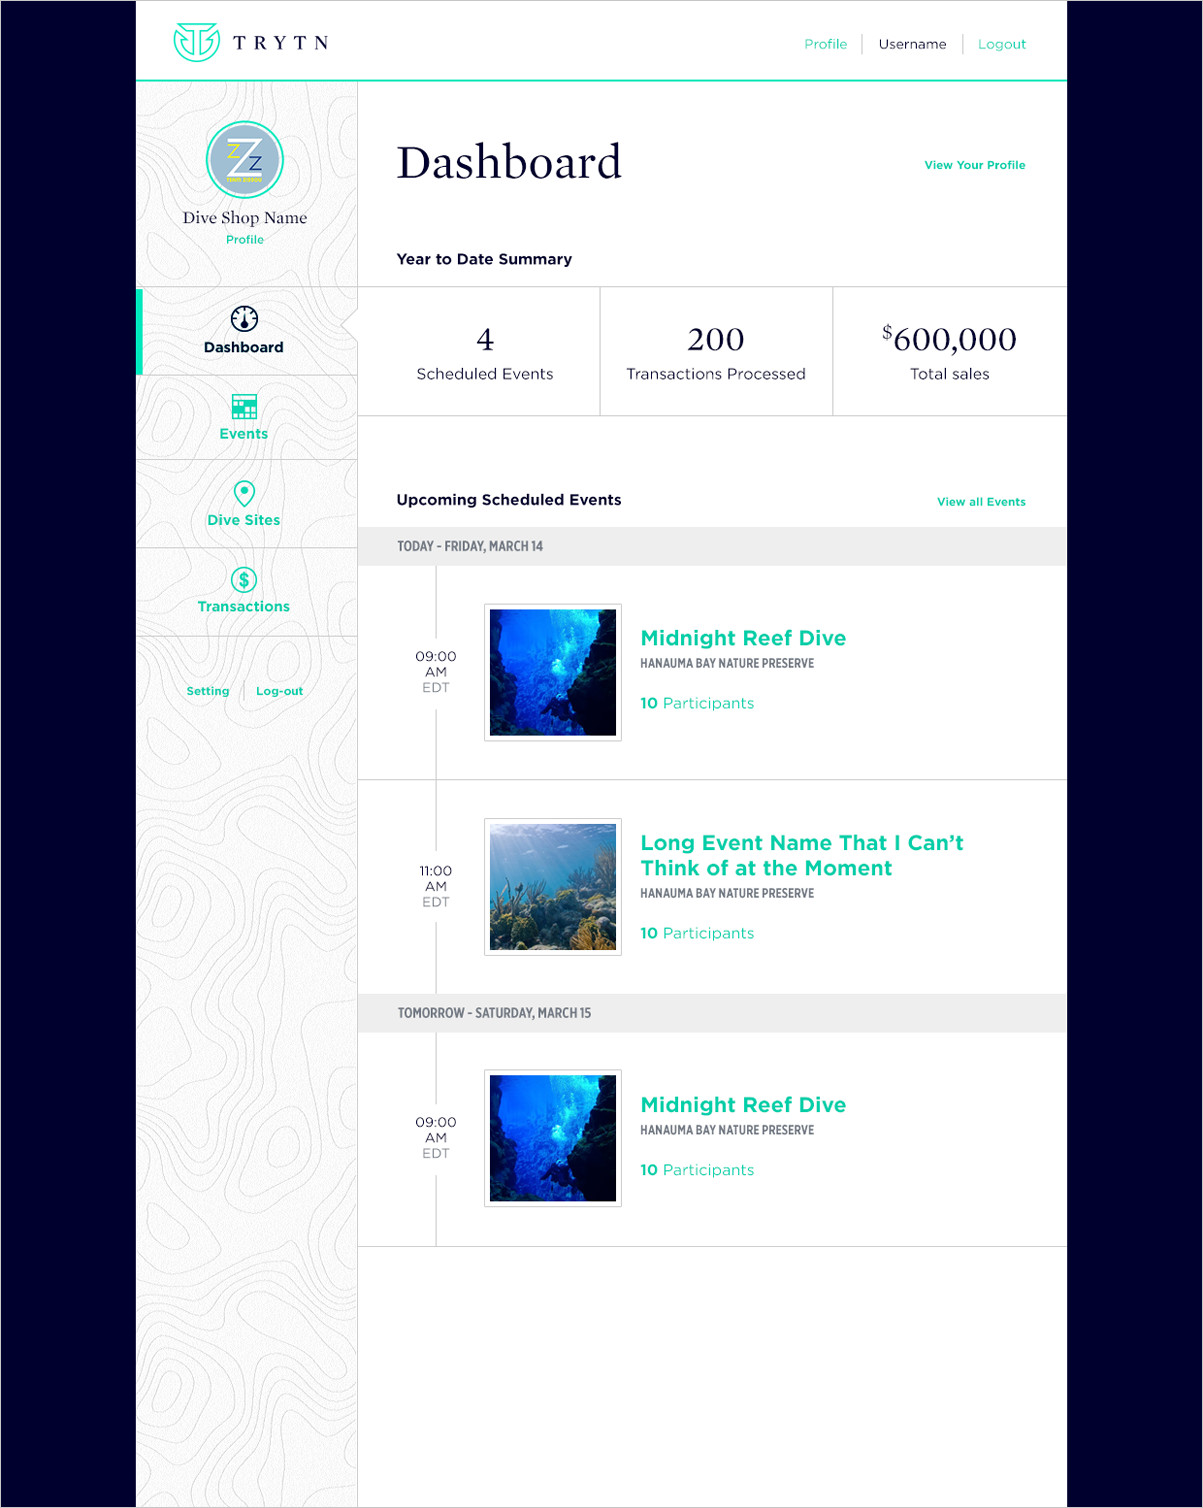 TRYTN
Profile
Username
Logout
Z
Z
Z
Dive Shop Name
Profile
Dashboard
Events
Dive Sites
Transactions
Setting
Log-out
Dashboard
View Your Profile
Year to Date Summary
4
Scheduled Events
200
Transactions Processed
$600,000
Total sales
Upcoming Scheduled Events
View all Events
TODAY - FRIDAY, MARCH 14
09:00
AM
EDT
Midnight Reef Dive
HANAUMA BAY NATURE PRESERVE
10 Participants
11:00
AM
EDT
Long Event Name That I Can’t
Think of at the Moment
HANAUMA BAY NATURE PRESERVE
10 Participants
TOMORROW - SATURDAY, MARCH 15
09:00
AM
EDT
Midnight Reef Dive
HANAUMA BAY NATURE PRESERVE
10 Participants